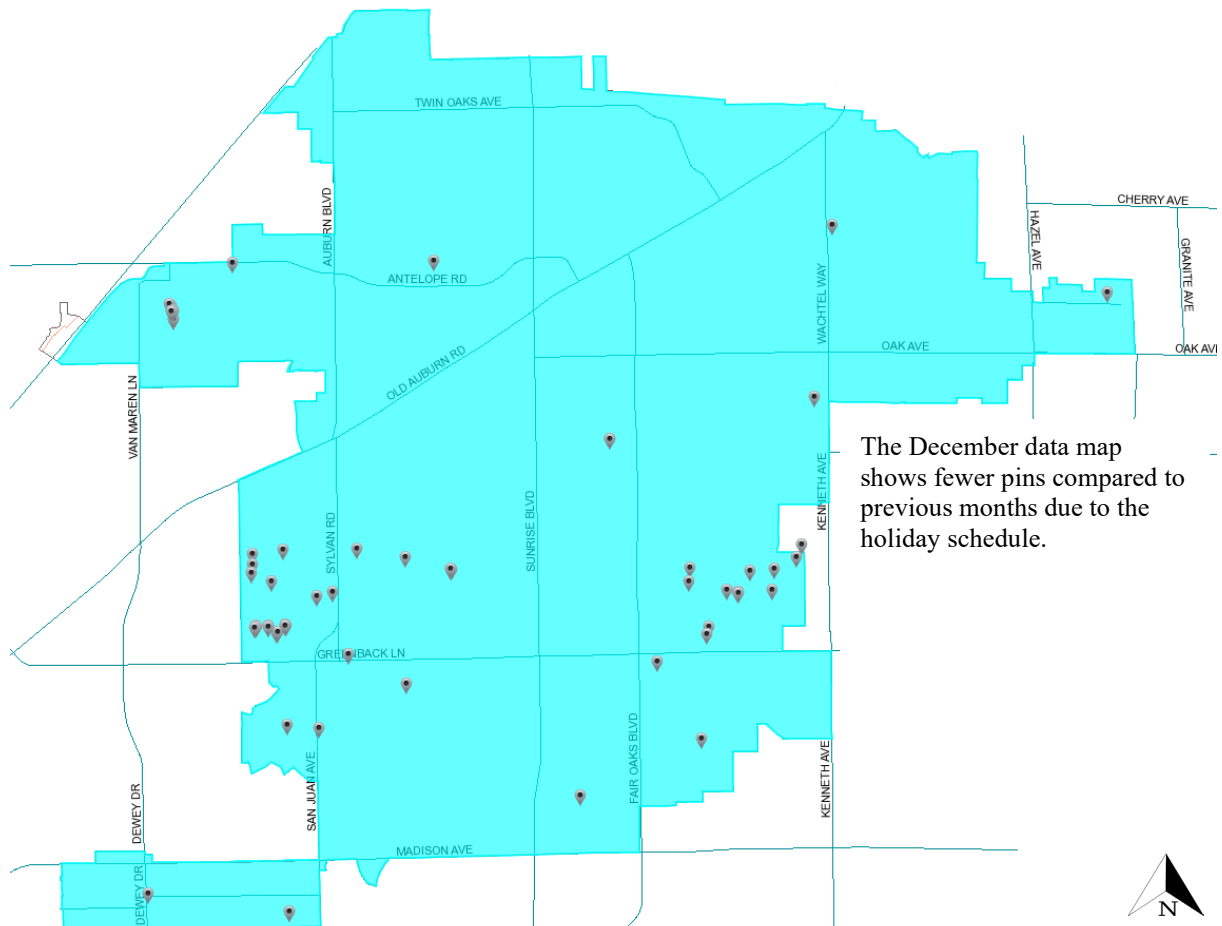 TWIN OAKS AVE
CHERRY AVE
AUBURN BLVD
HAZEL AVE
GRANITE AVE
ANTELOPE RD
WACHTEL WAY
OAK AVE
OAK AVE
OLD AUBURN RD
VAN MAREN LN
The December data map
shows fewer pins compared to
previous months due to the
holiday schedule.
KENNETH AVE
SUNRISE BLVD
SYLVAN RD
GREENBACK LN
FAIR OAKS BLVD
SAN JUAN AVE
KENNETH AVE
DEWEY DR
MADISON AVE
DEWEY DR
N